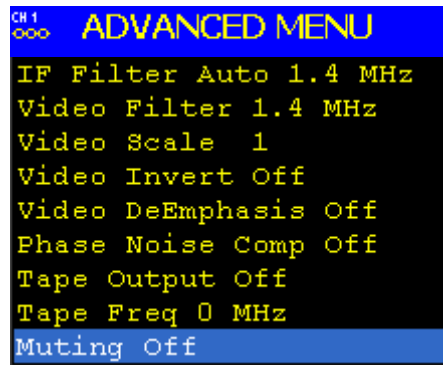 CH 1
ooo ADVANCED MENU
IF Filter Auto 1.4 MHz
Video Filter 1.4 MHz
Video Scale 1
Video Invert Off
Video DeEmphasis Off
Phase Noise Comp Off
Tape Output Off
Tape Freq 0 MHz
Muting Off